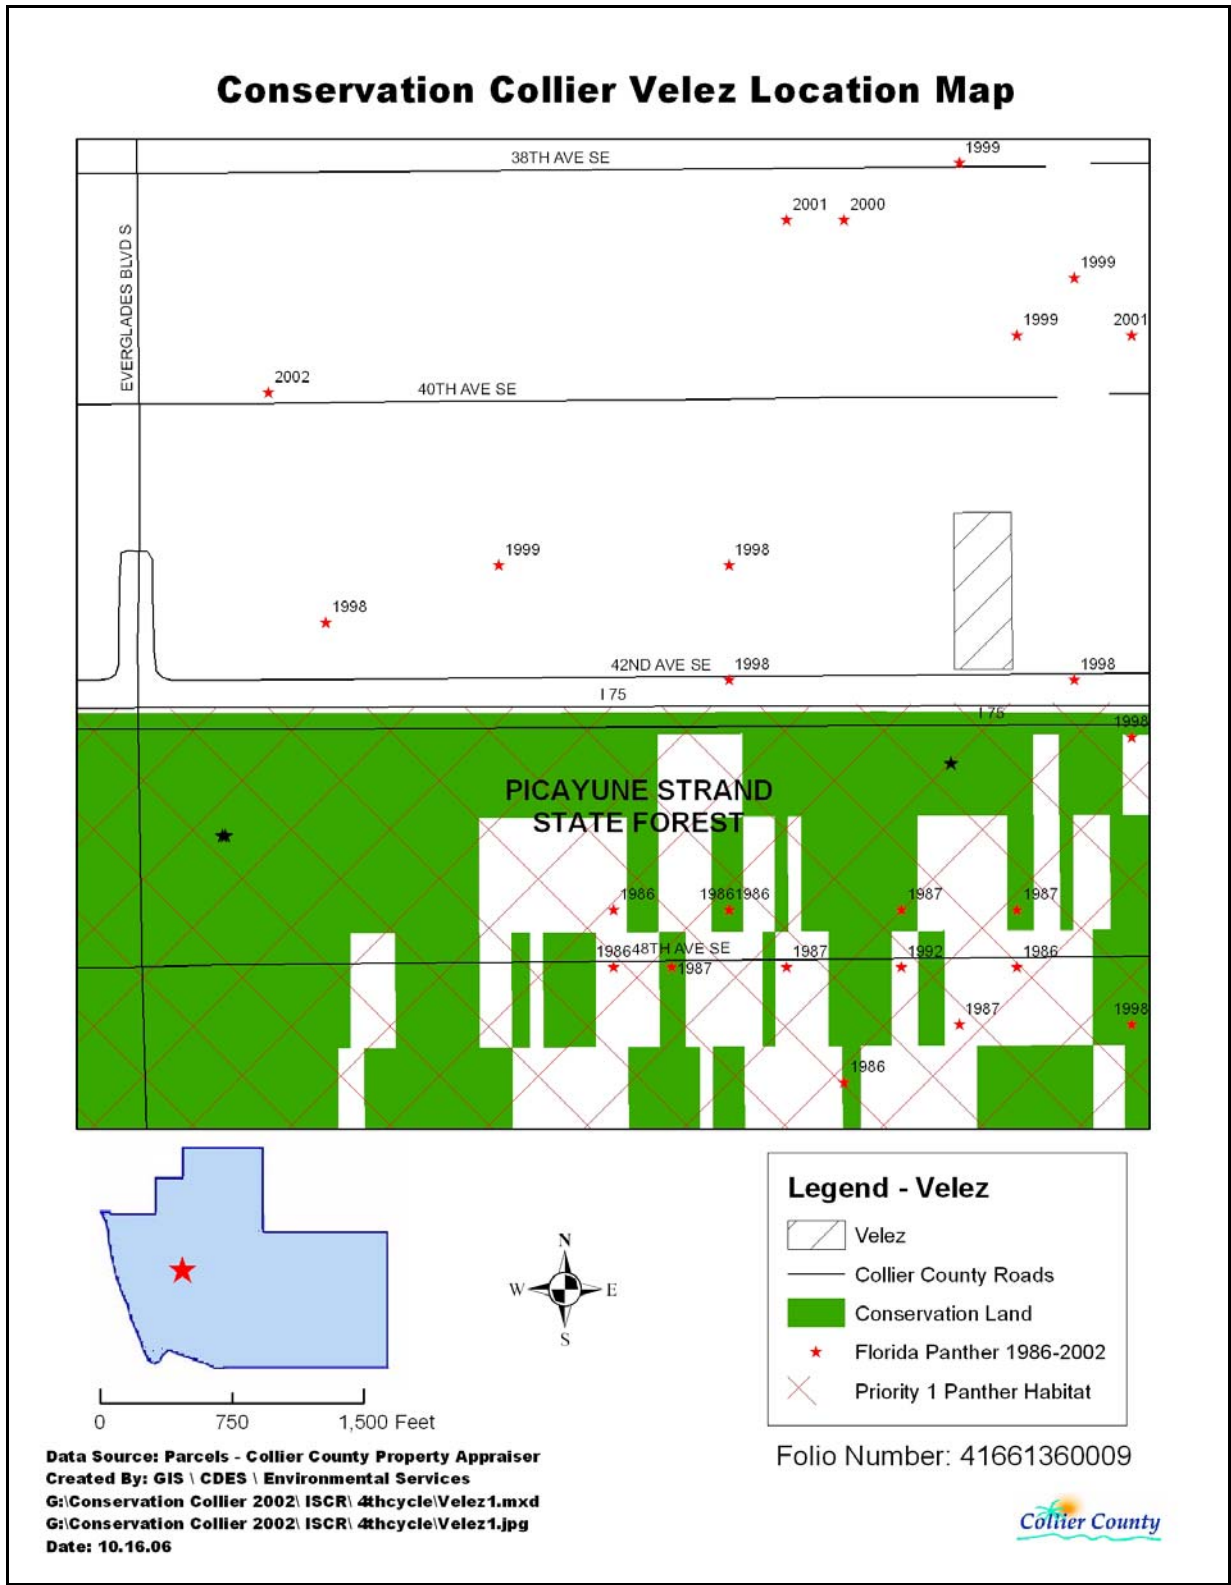 Conservation Collier Velez Location Map
38TH AVE SE
1999
2001
2000
EVERGLADES BLVD S
1999
1999
2001
2002
40TH AVE SE
1999
1998
1998
42ND AVE SE
1998
1998
I 75
I 75
1998
PICAYUNE STRAND
STATE FOREST
1986
1986
1986
1987
1987
1986
48TH AVE SE
1987
1987
1992
1986
1987
1998
1986
Legend - Velez
Velez
Collier County Roads
Conservation Land
Florida Panther 1986-2002
Priority 1 Panther Habitat
N
W
E
S
0
750
1,500 Feet
Folio Number: 41661360009
Data Source: Parcels - Collier County Property Appraiser
Created By: GIS \ CDES \ Environmental Services
G:\Conservation Collier 2002\ ISCR\ 4thcycle\Velez1.mxd
G:\Conservation Collier 2002\ ISCR\ 4thcycle\Velez1.jpg
Date: 10.16.06
Collier County